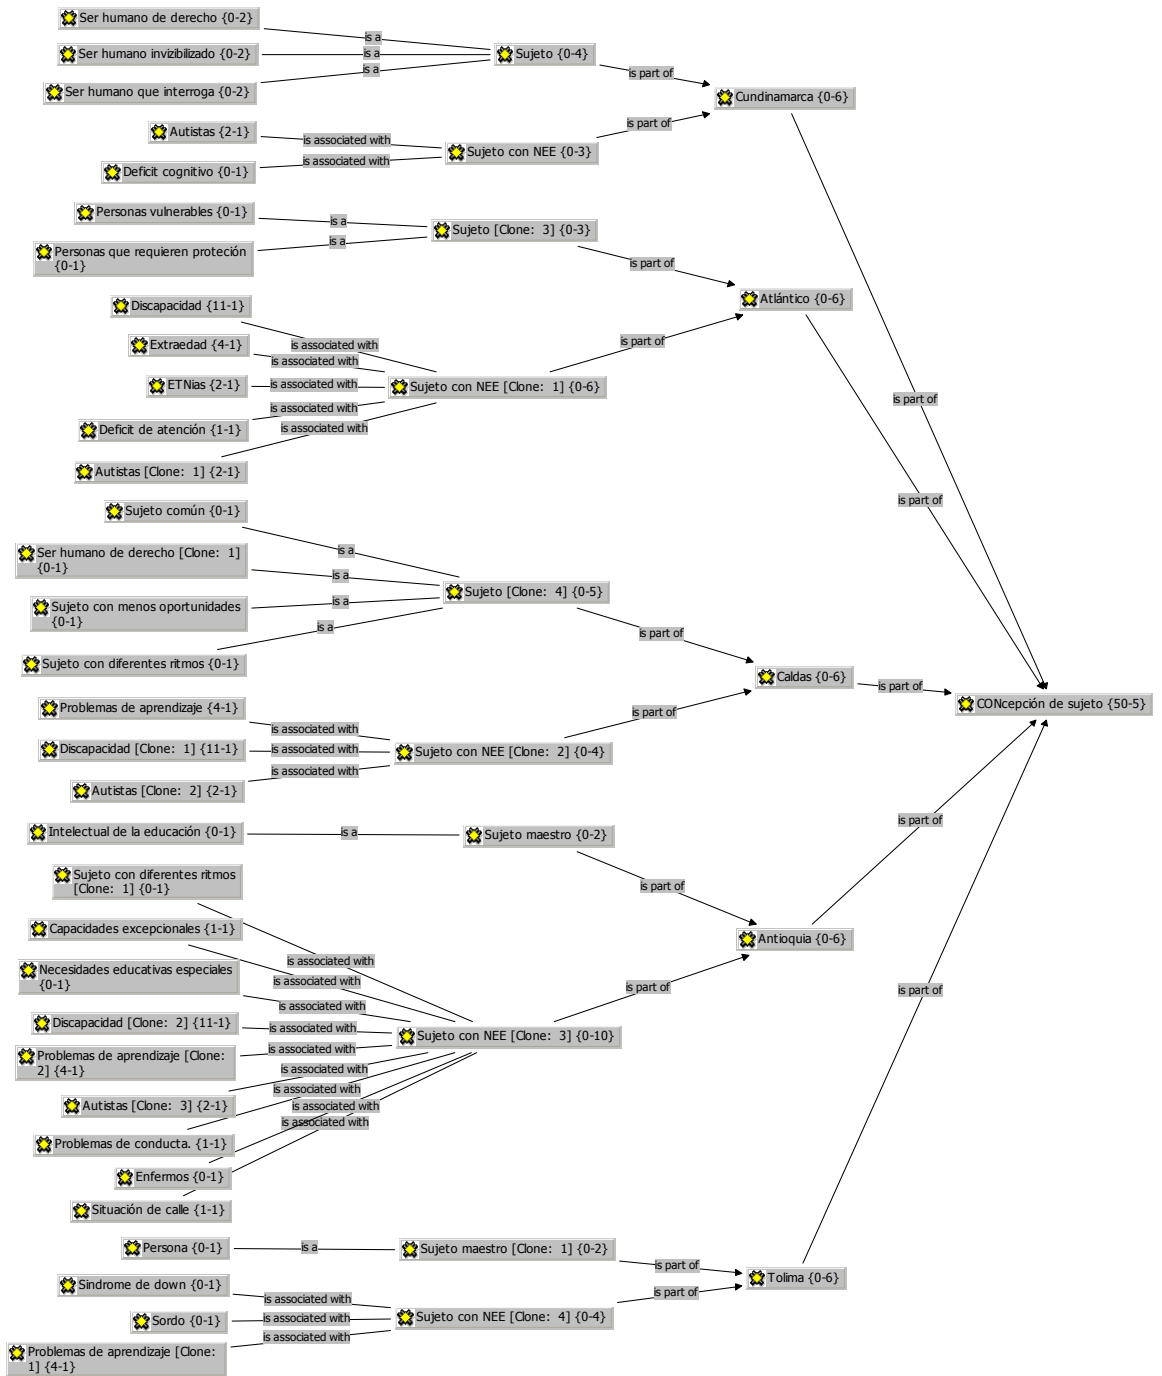 Ser humano de derecho {0-2}
is a
Ser humano invizibilizado {0-2}
is a
Sujeto {0-4}
is a
is part of
Ser humano que interroga {0-2}
Cundinamarca {0-6}
is part of
Autistas {2-1}
is associated with
Sujeto con NEE {0-3}
is associated with
Deficit cognitivo {0-1}
Personas vulnerables {0-1}
is a
Sujeto [Clone: 3] {0-3}
is a
Personas que requieren proteción
{0-1}
is part of
Atlántico {0-6}
Discapacidad {11-1}
is associated with
is part of
Extraedad {4-1}
is associated with
ETNias {2-1}
is associated with
Sujeto con NEE [Clone: 1] {0-6}
is part of
is associated with
Deficit de atención {1-1}
is associated with
Autistas [Clone: 1] {2-1}
is part of
Sujeto común {0-1}
is a
Ser humano de derecho [Clone: 1]
{0-1}
is a
Sujeto [Clone: 4] {0-5}
Sujeto con menos oportunidades
{0-1}
is a
is a
is part of
Sujeto con diferentes ritmos {0-1}
Caldas {0-6}
is part of
CONcepción de sujeto {50-5}
Problemas de aprendizaje {4-1}
is part of
is associated with
Discapacidad [Clone: 1] {11-1}
is associated with
Sujeto con NEE [Clone: 2] {0-4}
is associated with
Autistas [Clone: 2] {2-1}
is part of
Intelectual de la educación {0-1}
is a
Sujeto maestro {0-2}
Sujeto con diferentes ritmos
[Clone: 1] {0-1}
is part of
Capacidades excepcionales {1-1}
Antioquia {0-6}
is associated with
Necesidades educativas especiales
{0-1}
is associated with
is part of
is part of
is associated with
Discapacidad [Clone: 2] {11-1}
is associated with
Sujeto con NEE [Clone: 3] {0-10}
Problemas de aprendizaje [Clone:
2] {4-1}
is associated with
is associated with
is associated with
Autistas [Clone: 3] {2-1}
is associated with
is associated with
Problemas de conducta. {1-1}
Enfermos {0-1}
Situación de calle {1-1}
Persona {0-1}
is a
Sujeto maestro [Clone: 1] {0-2}
is part of
Tolima {0-6}
Sindrome de down {0-1}
is part of
is associated with
Sordo {0-1}
is associated with
Sujeto con NEE [Clone: 4] {0-4}
is associated with
Problemas de aprendizaje [Clone:
1] {4-1}